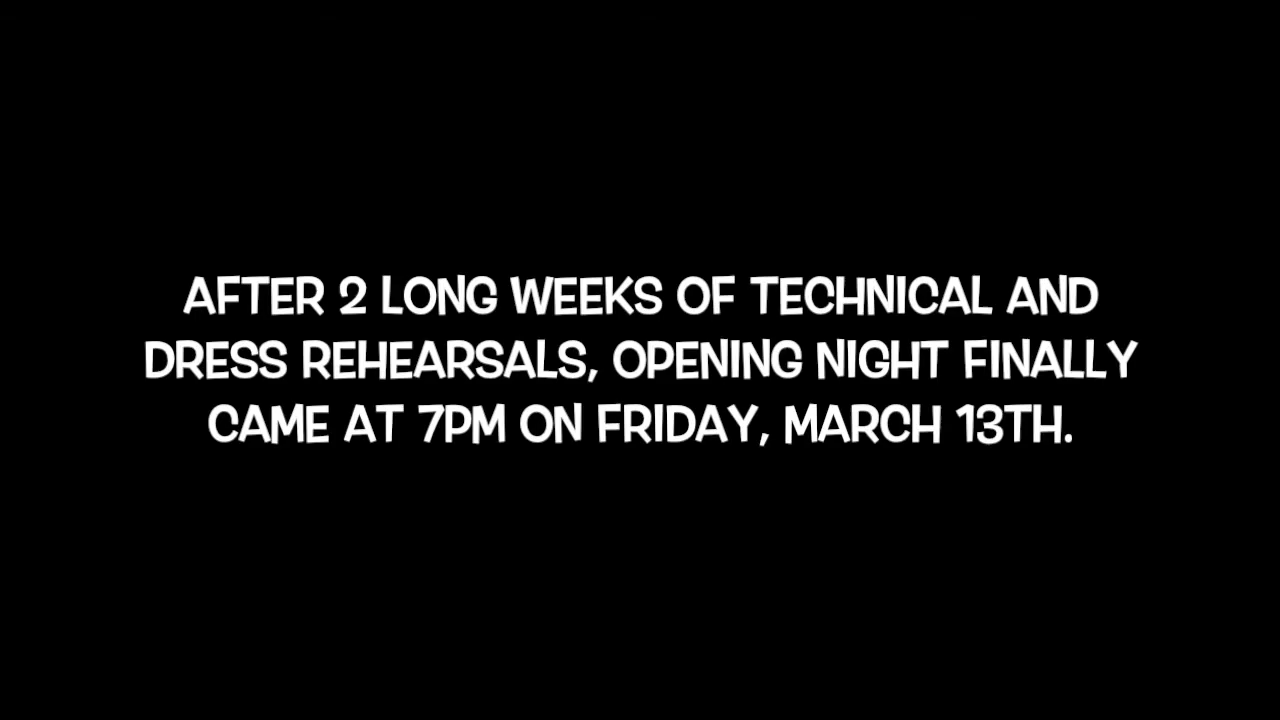 AFTER 2 LONG WEEKS OF TECHNICAL AND
DRESS REHEARSALS, OPENING NIGHT FINALLY
CAME AT 7PM ON FRIDAY, MARCH 13TH.